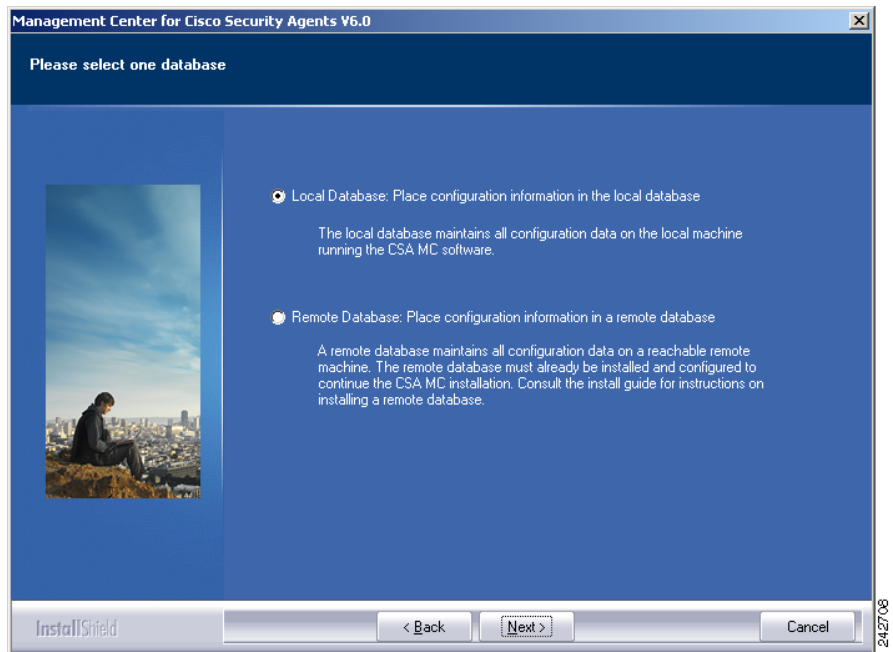 Management Center for Cisco Security Agents V6.0
Please select one database
Local Database: Place configuration information in the local database
The local database maintains all configuration data on the local machine
running the CSA MC software.
Remote Database: Place configuration information in a remote database
A remote database maintains all configuration data on a reachable remote
machine. The remote database must already be installed and configured to
continue the CSA MC installation. Consult the install guide for instructions on
installing a remote database.
InstallShield
< Back
Next >
Cancel
242708